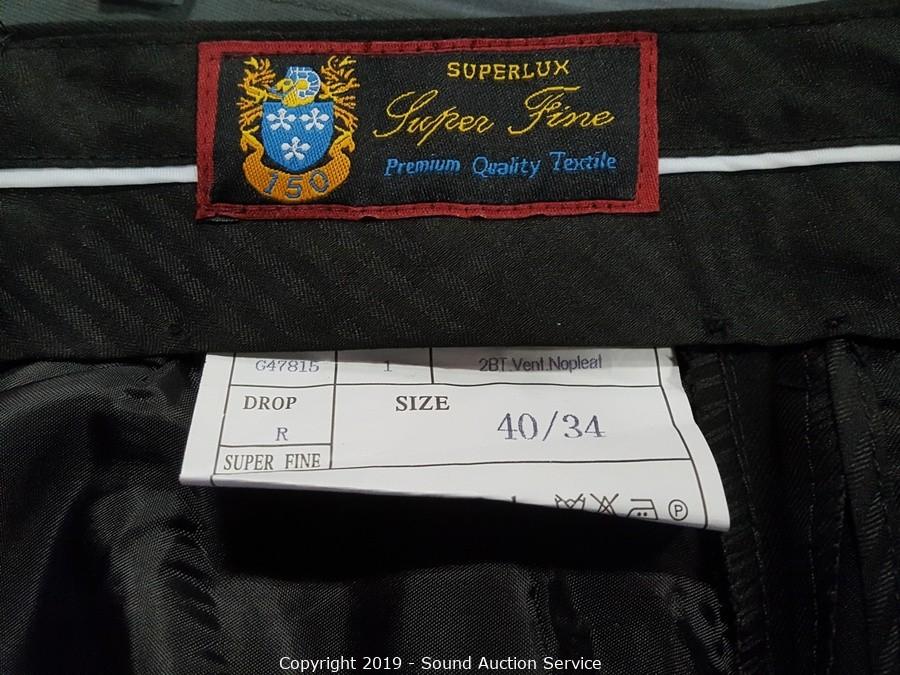 SUPERLUX
Super Fine
Premium Quality Textile
150
G47815 1 2BT.Vent.Nopleat
DROP SIZE
R 40/34
SUPER FINE
P
Copyright 2019 - Sound Auction Service